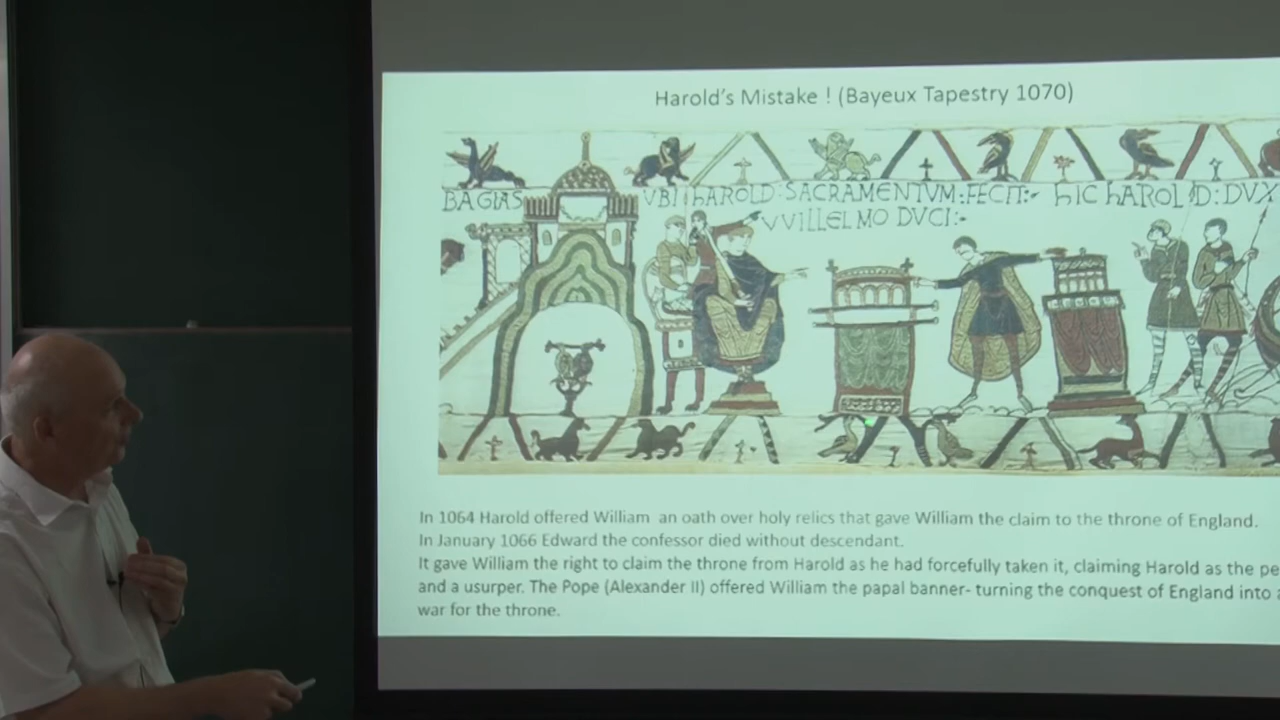 Harold's Mistake ! (Bayeux Tapestry 1070)
BAGIAS VBI hAROLD: SACRAMENTVM: FECIT:- hIC hAROLD: DVX
VVILLELMO DVCI:-
In 1064 Harold offered William an oath over holy relics that gave William the claim to the throne of England.
In January 1066 Edward the confessor died without descendant.
It gave William the right to claim the throne from Harold as he had forcefully taken it, claiming Harold as the pe
and a usurper. The Pope (Alexander II) offered William the papal banner- turning the conquest of England into a
war for the throne.